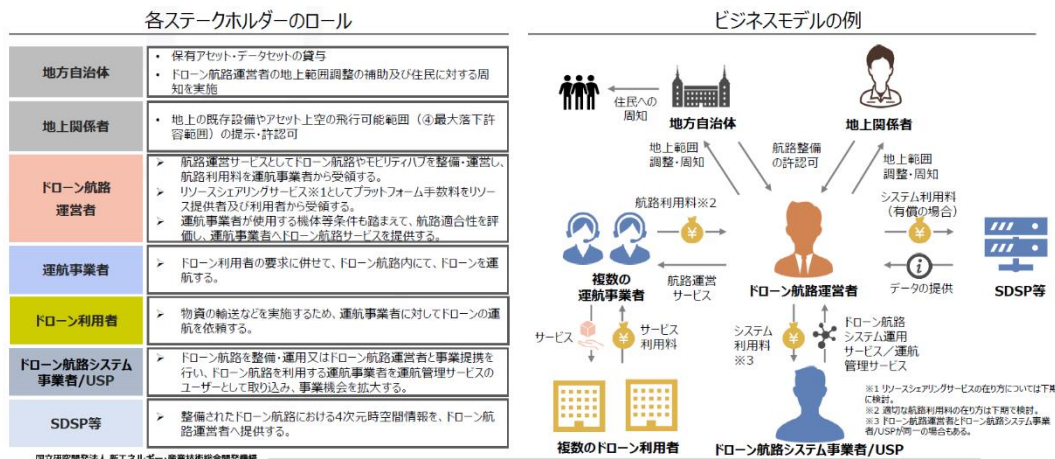 各ステークホルダーのロール
地方自治体
• 保有アセット・データセットの貸与
• ドローン航路運営者の地上範囲調整の補助及び住民に対する周
知を実施
地上関係者
• 地上の既存設備やアセット上空の飛行可能範囲（④最大落下許
容範囲）の提示・許認可
ドローン航路
運営者
➢ 航路運営サービスとしてドローン航路やモビリティハブを整備・運営し、
航路利用料を運航事業者から受領する。
➢ リソースシェアリングサービス※1としてプラットフォーム手数料をリソー
ス提供者及び利用者から受領する。
➢ 運航事業者が使用する機体等条件も踏まえて、航路適合性を評
価し、運航事業者へドローン航路サービスを提供する。
運航事業者
➢ ドローン利用者の要求に併せて、ドローン航路内にて、ドローンを運
航する。
ドローン利用者
➢ 物資の輸送などを実施するため、運航事業者に対してドローンの運
航を依頼する。
ドローン航路システム
事業者/USP
➢ ドローン航路を整備・運用又はドローン航路運営者と事業提携を
行い、ドローン航路を利用する運航事業者を運航管理サービスの
ユーザーとして取り込み、事業機会を拡大する。
SDSP等
➢ 整備されたドローン航路における4次元時空間情報を、ドローン航
路運営者へ提供する。
国立研究開発法人 新エネルギー・産業技術総合開発機構
ビジネスモデルの例
住民への
周知
地方自治体
地上関係者
地上範囲
調整・周知
航路整備
の許認可
地上範囲
調整・周知
航路利用料※2
システム利用料
（有償の場合）
複数の
運航事業者
航路運営
サービス
ドローン航路運営者
データの提供
SDSP等
サービス
サービス
利用料
システム
利用料
※3
ドローン航路
システム運用
サービス／運航
管理サービス
複数のドローン利用者
ドローン航路システム事業者/USP
※1 リソースシェアリングサービスの在り方については下期
に検討。
※2 適切な航路利用料の在り方は下期で検討。
※3 ドローン航路運営者とドローン航路システム事業
者/USPが同一の場合もある。